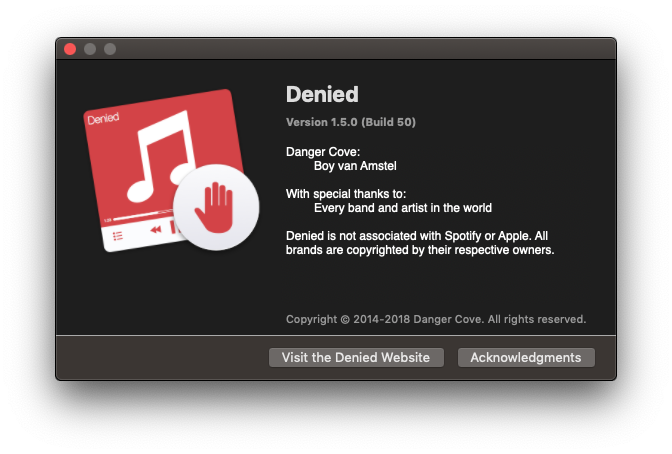 Denied
Denied
Version 1.5.0 (Build 50)
Danger Cove:
Boy van Amstel
With special thanks to:
Every band and artist in the world
Denied is not associated with Spotify or Apple. All
brands are copyrighted by their respective owners.
Copyright © 2014-2018 Danger Cove. All rights reserved.
Visit the Denied Website
Acknowledgments